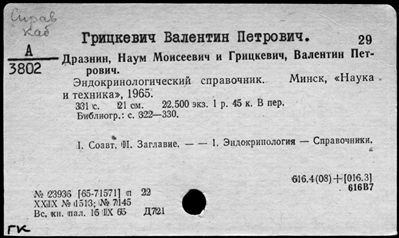 Справ
каб
Грицкевич Валентин Петрович. 29
А
3802
Дразнин, Наум Моисеевич и Грицкевич, Валентин Пет-
рович.
Эндокринологический справочник. Минск, «Наука
и техника», 1965.
331 с. 21 см. 22.500 экз. 1 р. 45 к. В пер.
Библиогр.: с. 322—330.
I. Соавт. II. Заглавие. — — 1. Эндокринология — Справочники.
616.4(08)+[016.3]
616В7
№ 23936 [65-71571] п 22
XXIX № 1513; № 7145
Вс. кн. пал. 16 IX 65 Д721
ГК